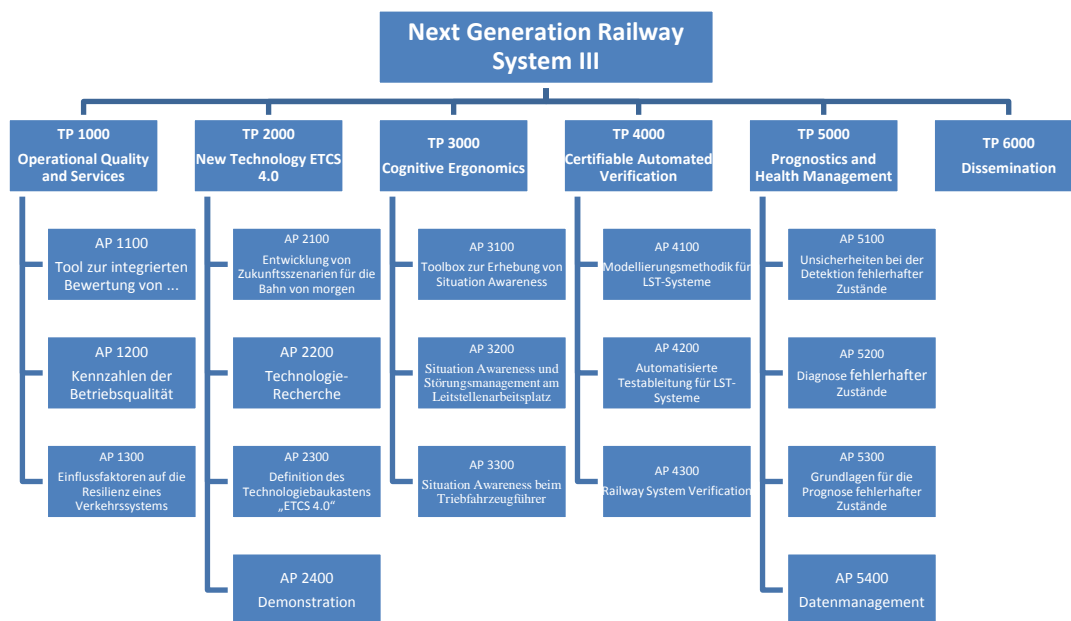 Next Generation Railway
System III
TP 1000
Operational Quality
and Services
AP 1100
Tool zur integrierten
Bewertung von ...
AP 1200
Kennzahlen der
Betriebsqualität
AP 1300
Einflussfaktoren auf die
Resilienz eines
Verkehrssystems
TP 2000
New Technology ETCS
4.0
AP 2100
Entwicklung von
Zukunftsszenarien für die
Bahn von morgen
AP 2200
Technologie-
Recherche
AP 2300
Definition des
Technologiebaukastens
„ETCS 4.0“
AP 2400
Demonstration
TP 3000
Cognitive Ergonomics
AP 3100
Toolbox zur Erhebung von
Situation Awareness
AP 3200
Situation Awareness und
Störungsmanagement am
Leitstellenarbeitsplatz
AP 3300
Situation Awareness beim
Triebfahrzeugführer
TP 4000
Certifiable Automated
Verification
AP 4100
Modellierungsmethodik für
LST-Systeme
AP 4200
Automatisierte
Testableitung für LST-
Systeme
AP 4300
Railway System Verification
TP 5000
Prognostics and
Health Management
AP 5100
Unsicherheiten bei der
Detektion fehlerhafter
Zustände
AP 5200
Diagnose fehlerhafter
Zustände
AP 5300
Grundlagen für die
Prognose fehlerhafter
Zustände
AP 5400
Datenmanagement
TP 6000
Dissemination